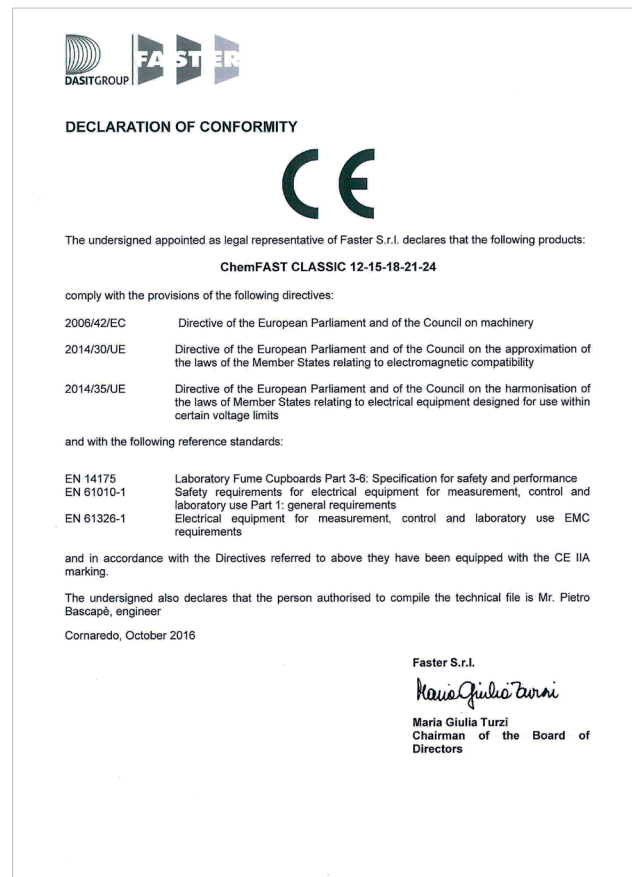 DASITGROUP
FASTER
DECLARATION OF CONFORMITY
CE
The undersigned appointed as legal representative of Faster S.r.l. declares that the following products:
ChemFAST CLASSIC 12-15-18-21-24
comply with the provisions of the following directives:
2006/42/EC Directive of the European Parliament and of the Council on machinery
2014/30/UE Directive of the European Parliament and of the Council on the approximation of
the laws of the Member States relating to electromagnetic compatibility
2014/35/UE Directive of the European Parliament and of the Council on the harmonisation of
the laws of Member States relating to electrical equipment designed for use within
certain voltage limits
and with the following reference standards:
EN 14175 Laboratory Fume Cupboards Part 3-6: Specification for safety and performance
EN 61010-1 Safety requirements for electrical equipment for measurement, control and
laboratory use Part 1: general requirements
EN 61326-1 Electrical equipment for measurement, control and laboratory use EMC
requirements
and in accordance with the Directives referred to above they have been equipped with the CE IIA
marking.
The undersigned also declares that the person authorised to compile the technical file is Mr. Pietro
Bascapè, engineer
Cornaredo, October 2016
Faster S.r.l.
Maria Giulia Turzi
Maria Giulia Turzi
Chairman of the Board of
Directors